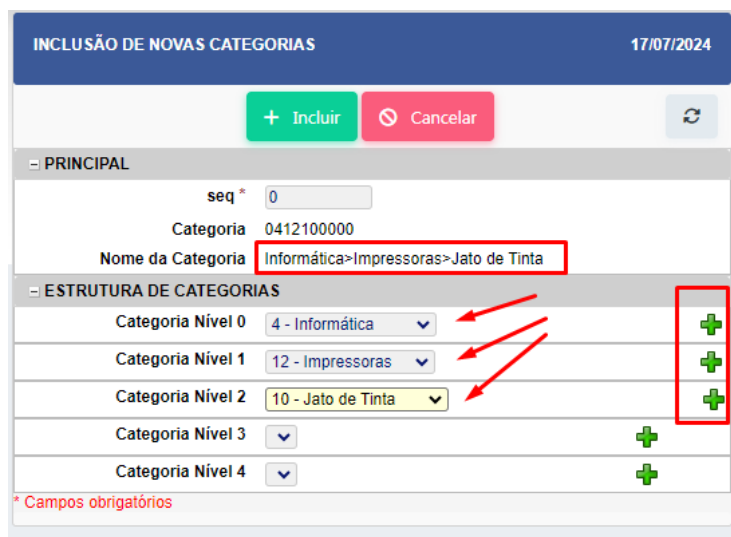 INCLUSÃO DE NOVAS CATEGORIAS 17/07/2024
+ Incluir Cancelar
PRINCIPAL
seq * 0
Categoria 0412100000
Nome da Categoria Informática>Impressoras>Jato de Tinta
ESTRUTURA DE CATEGORIAS
Categoria Nível 0 4 - Informática
Categoria Nível 1 12 - Impressoras
Categoria Nível 2 10 - Jato de Tinta
Categoria Nível 3
Categoria Nível 4
* Campos obrigatórios